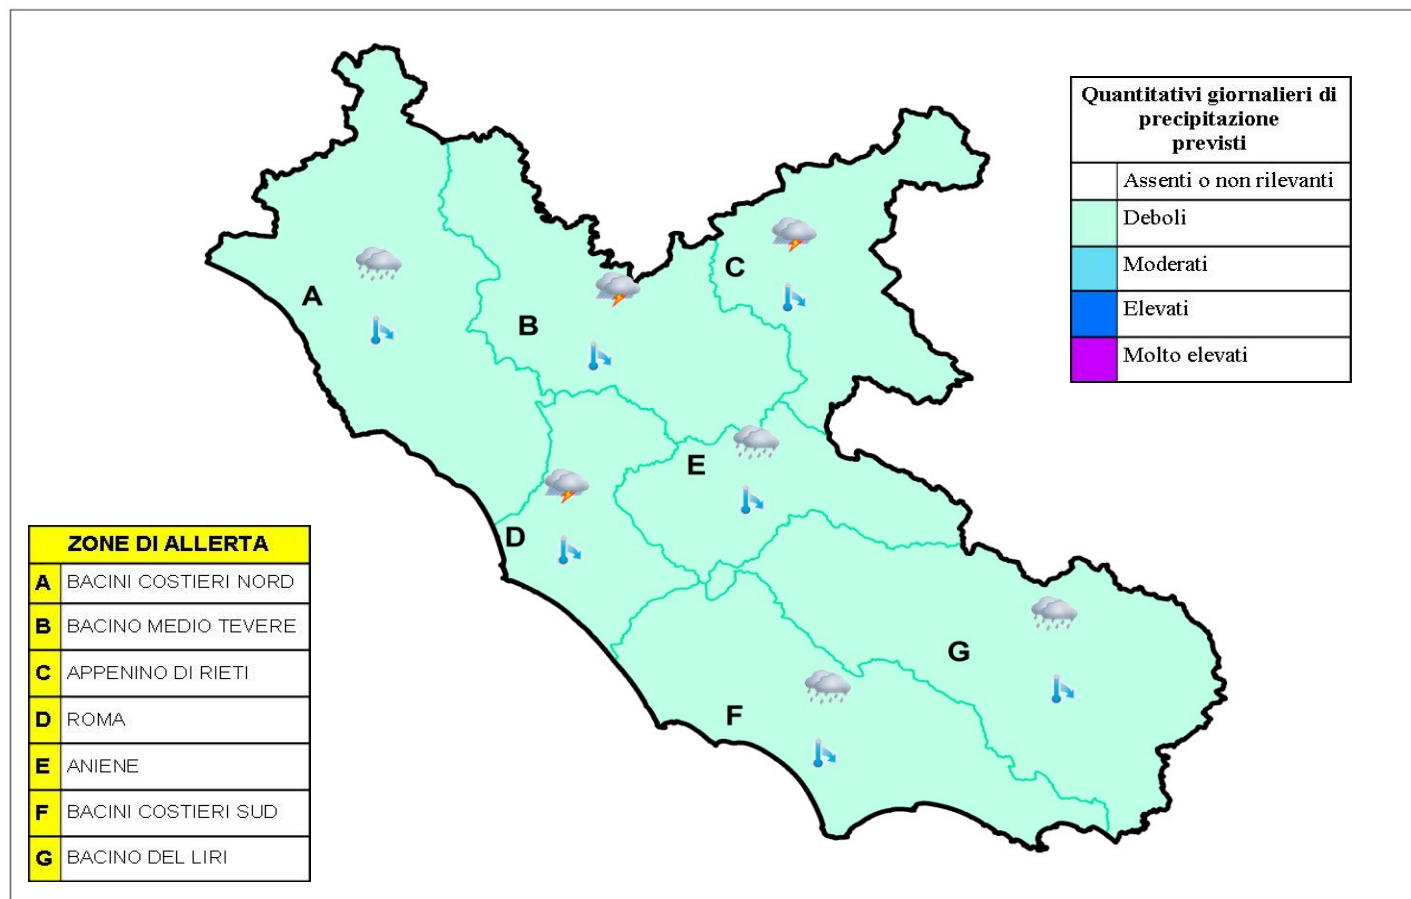 Quantitativi giornalieri di
precipitazione
previsti
Assenti o non rilevanti
Deboli
Moderati
Elevati
Molto elevati
A
B
C
D
E
F
G
ZONE DI ALLERTA
A BACINI COSTIERI NORD
B BACINO MEDIO TEVERE
C APPENINO DI RIETI
D ROMA
E ANIENE
F BACINI COSTIERI SUD
G BACINO DEL LIRI